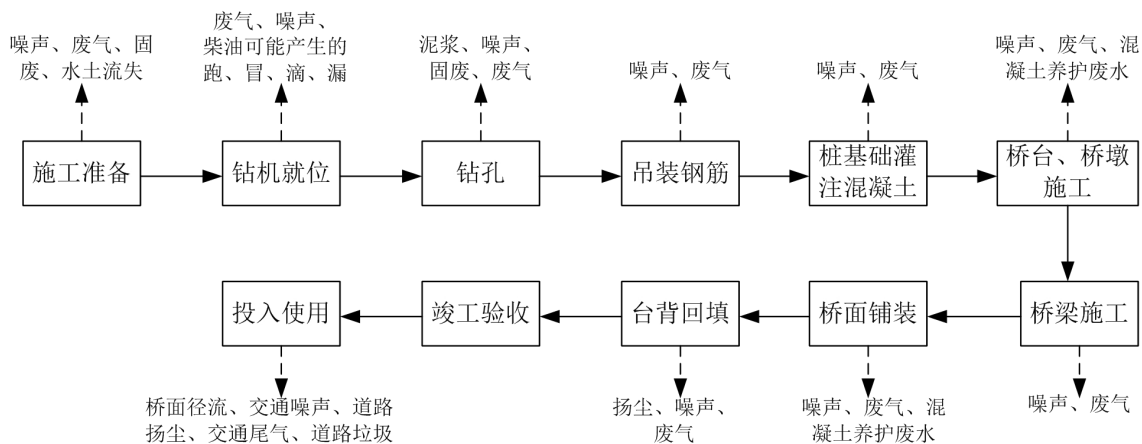 噪声、废气、固
废、水土流失
废气、噪声、
柴油可能产生的
跑、冒、滴、漏
泥浆、噪声、
固废、废气
噪声、废气
噪声、废气
噪声、废气、混
凝土养护废水
施工准备
钻机就位
钻孔
吊装钢筋
桩基础灌
注混凝土
桥台、桥墩
施工
投入使用
竣工验收
台背回填
桥面铺装
桥梁施工
桥面径流、交通噪声、道路
扬尘、交通尾气、道路垃圾
扬尘、噪声、
废气
噪声、废气、混
凝土养护废水
噪声、废气